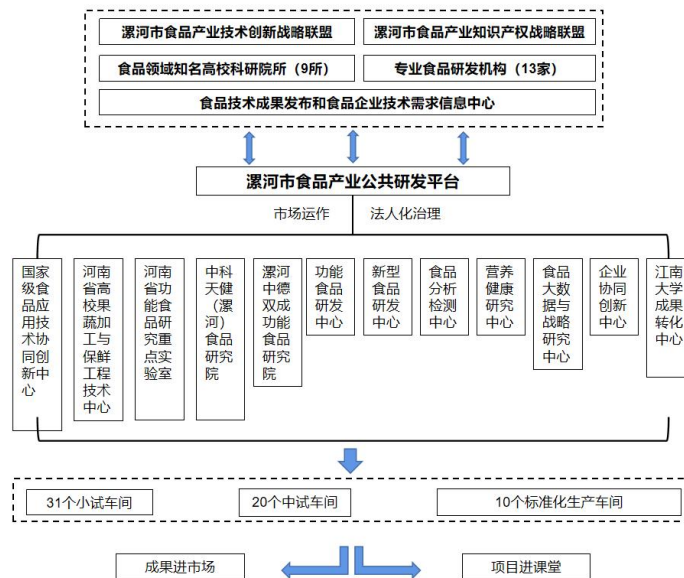 漯河市食品产业技术创新战略联盟
漯河市食品产业知识产权战略联盟
食品领域知名高校科研院所（9所）
专业食品研发机构（13家）
食品技术成果发布和食品企业技术需求信息中心
漯河市食品产业公共研发平台
市场运作
法人化治理
国家
级食
品应
用技
术协
同创
新中
心
河南
省高
校果
蔬加
工与
保鲜
工程
技术
中心
河南
省功
能食
品研
究重
点实
验室
中科
天健
（漯
河）
食品
研究
院
漯河
中德
双成
功能
食品
研究
院
功能
食品
研发
中心
新型
食品
研发
中心
食品
分析
检测
中心
营养
健康
研究
中心
食品
大数
据与
战略
研究
中心
企业
协同
创新
中心
江南
大学
成果
转化
中心
31个小试车间
20个中试车间
10个标准化生产车间
成果进市场
项目进课堂